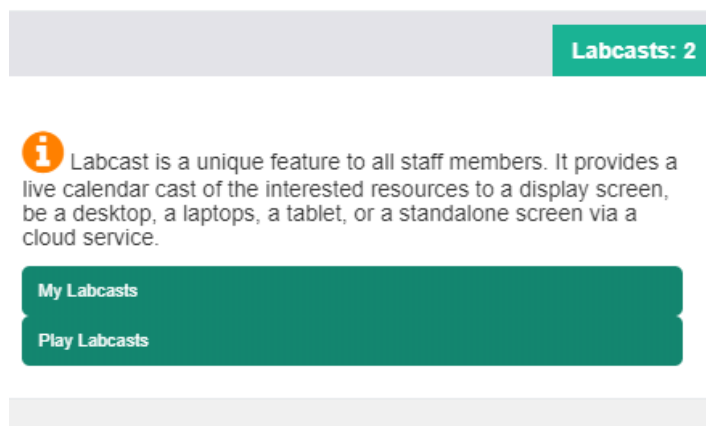 Labcasts: 2
Labcast is a unique feature to all staff members. It provides a
live calendar cast of the interested resources to a display screen,
be a desktop, a laptops, a tablet, or a standalone screen via a
cloud service.
My Labcasts
Play Labcasts